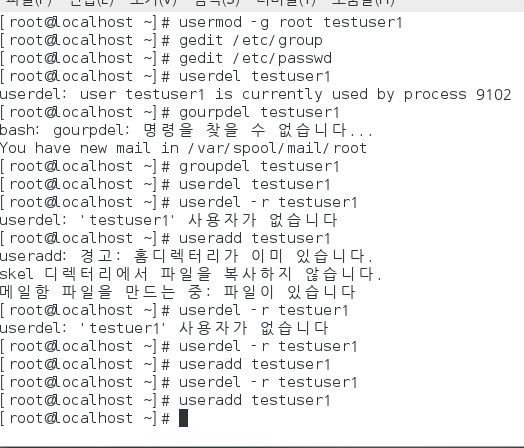 [root@localhost ~]# usermod -g root testuser1
[root@localhost ~]# gedit /etc/group
[root@localhost ~]# gedit /etc/passwd
[root@localhost ~]# userdel testuser1
userdel: user testuser1 is currently used by process 9102
[root@localhost ~]# gourpdel testuser1
bash: gourpdel: 명령을 찾을 수 없습니다...
You have new mail in /var/spool/mail/root
[root@localhost ~]# groupdel testuser1
[root@localhost ~]# userdel testuser1
[root@localhost ~]# userdel -r testuser1
userdel: 'testuser1' 사용자가 없습니다
[root@localhost ~]# useradd testuser1
useradd: 경고: 홈디렉터리가 이미 있습니다.
skel 디렉터리에서 파일을 복사하지 않습니다.
메일함 파일을 만드는 중: 파일이 있습니다
[root@localhost ~]# userdel -r testuer1
userdel: 'testuer1' 사용자가 없습니다
[root@localhost ~]# userdel -r testuser1
[root@localhost ~]# useradd testuser1
[root@localhost ~]# userdel -r testuser1
[root@localhost ~]# useradd testuser1
[root@localhost ~]#